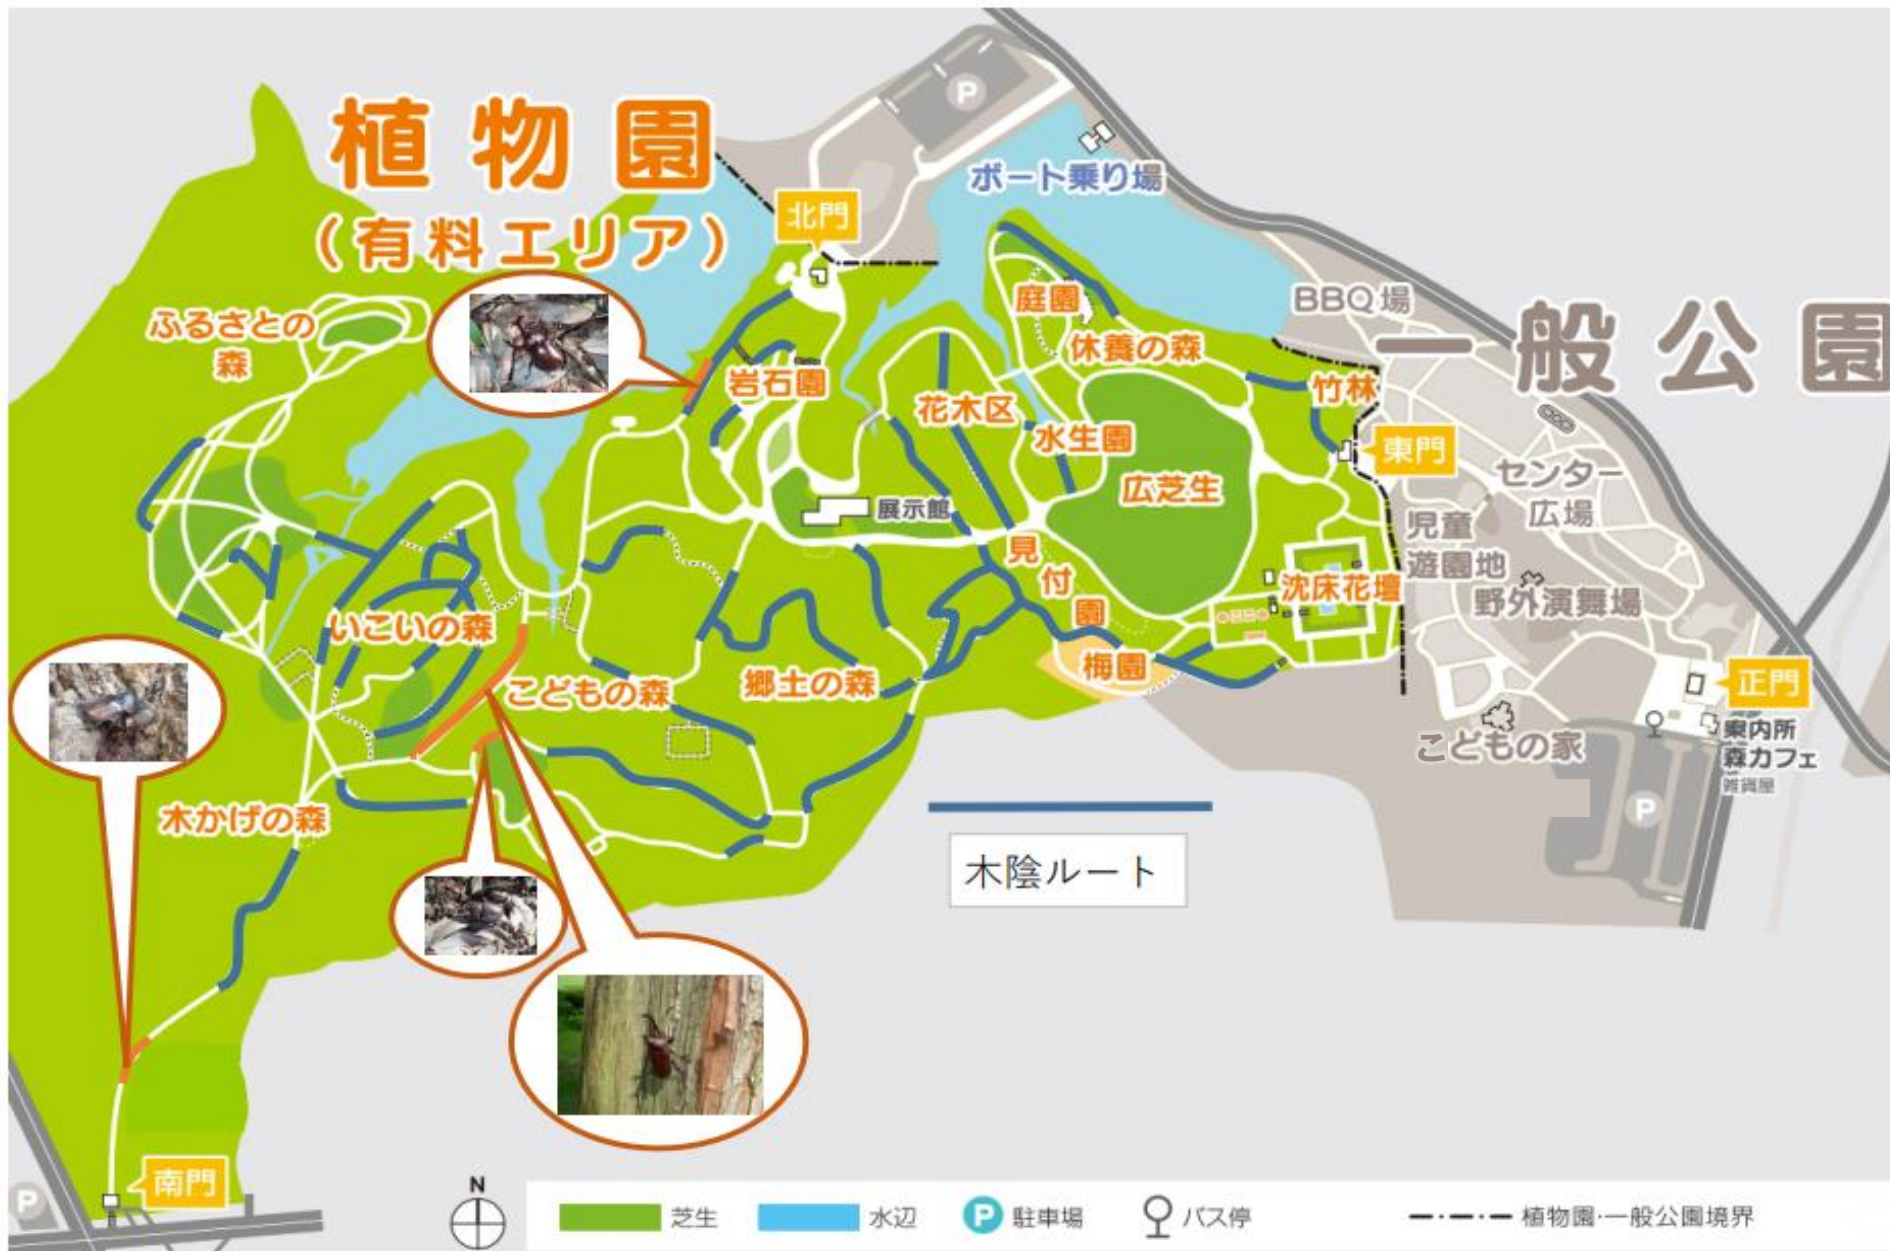 植物園
（有料エリア）
北門
ボート乗り場
庭園
休養の森
BBQ場
一般公園
ふるさとの
森
岩石園
花木区
水生園
竹林
東門
広芝生
展示館
センター
広場
児童
遊園地
見付園
沈床花壇
野外演舞場
いこいの森
こどもの森
郷土の森
梅園
正門
案内所
森カフェ
雑貨屋
こどもの家
P
P
木かげの森
木陰ルート
南門
P
N
芝生
水辺
P 駐車場
バス停
植物園・一般公園境界